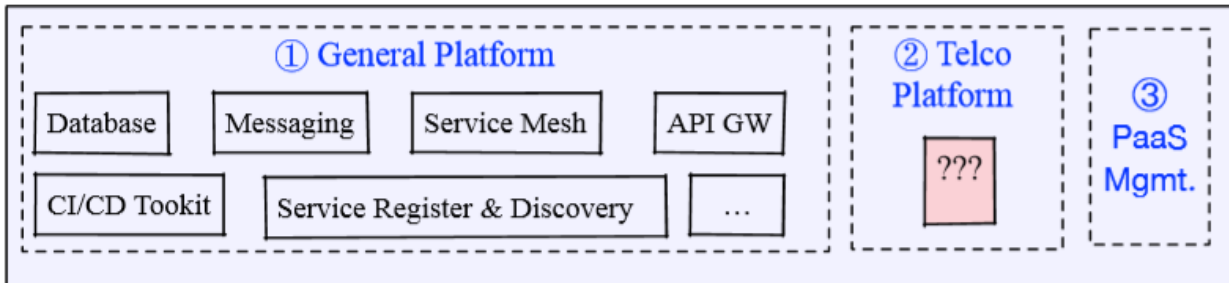 ① General Platform
Database
Messaging
Service Mesh
API GW
CI/CD Tookit
Service Register & Discovery
...
② Telco
Platform
???
③
PaaS
Mgmt.